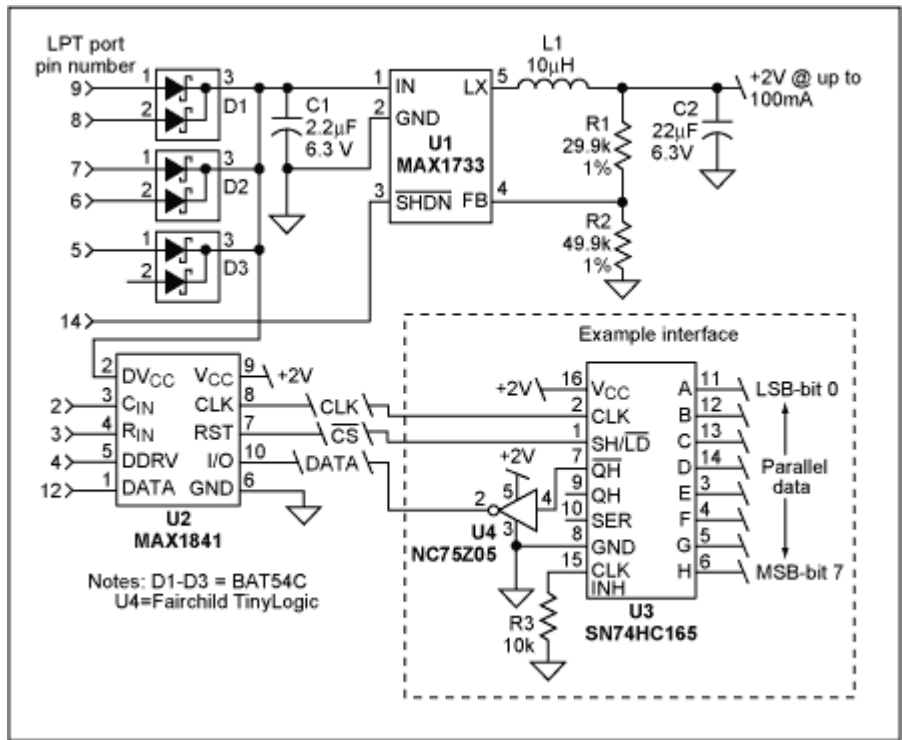 LPT port
pin number
9
8
7
6
5
14
1
2
3
D1
1
2
3
D2
1
2
3
D3
C1
2.2µF
6.3 V
1
2
3
5
4
IN
LX
GND
U1
MAX1733
SHDN
FB
L1
10µH
+2V @ up to
100mA
R1
29.9k
1%
C2
22µF
6.3V
R2
49.9k
1%
2
3
4
12
2
3
4
5
1
DVCC
CIN
RIN
DDRV
DATA
VCC
CLK
RST
I/O
GND
9
8
7
10
6
+2V
CLK
CS
DATA
U2
MAX1841
Notes: D1-D3 = BAT54C
U4=Fairchild TinyLogic
Example interface
+2V
16
2
1
7
9
10
8
15
VCC
CLK
SH/LD
QH
QH
SER
GND
CLK
INH
A
B
C
D
E
F
G
H
11
12
13
14
3
4
5
6
LSB-bit 0
Parallel
data
MSB-bit 7
+2V
2
5
4
3
U4
NC75Z05
R3
10k
U3
SN74HC165